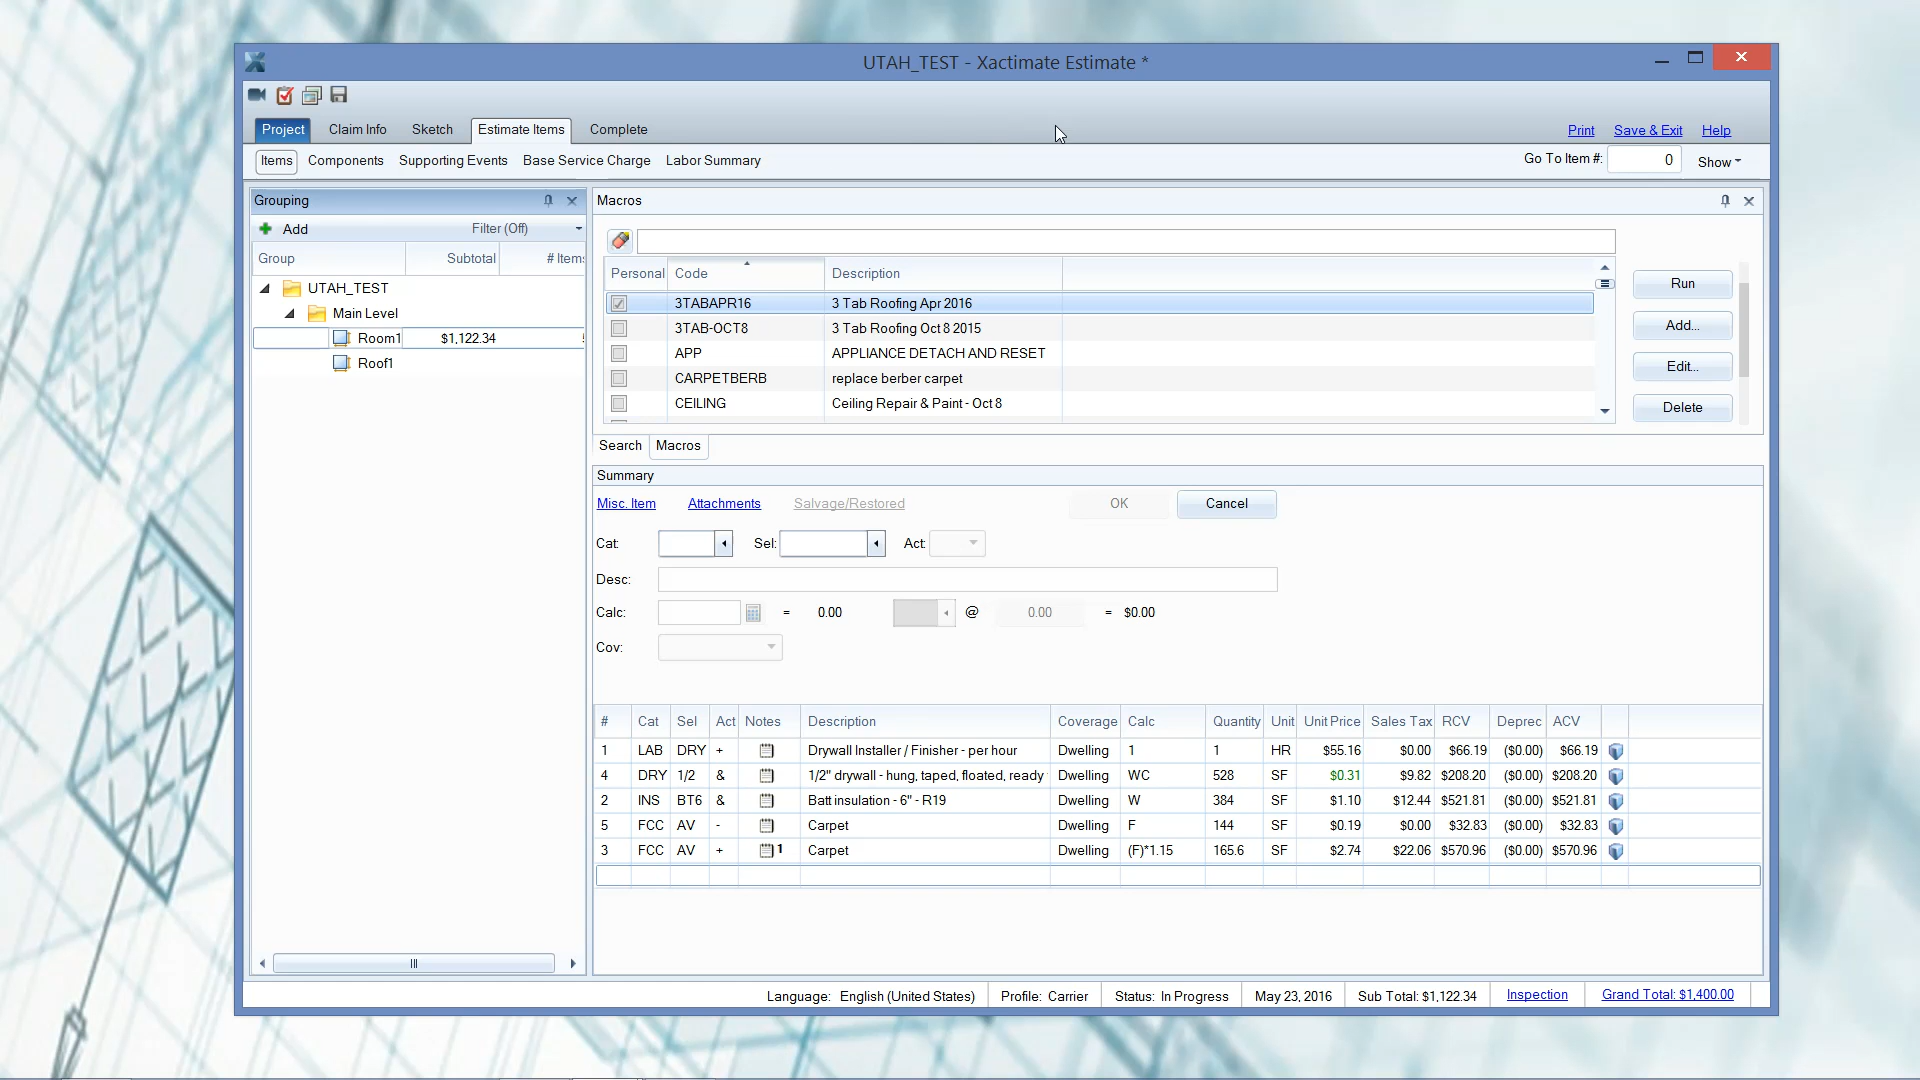 UTAH_TEST - Xactimate Estimate *
Project Claim Info Sketch Estimate Items Complete Print Save & Exit Help
Items Components Supporting Events Base Service Charge Labor Summary Go To Item #: 0 Show
Grouping
Add Filter (Off)
Group Subtotal # Items
UTAH_TEST
Main Level
Room1 $1,122.34
Roof1
Macros
Personal Code Description
3TABAPR16 3 Tab Roofing Apr 2016
3TAB-OCT8 3 Tab Roofing Oct 8 2015
APP APPLIANCE DETACH AND RESET
CARPETBERB replace berber carpet
CEILING Ceiling Repair & Paint - Oct 8
Run
Add...
Edit...
Delete
Search Macros
Summary
Misc. Item Attachments Salvage/Restored OK Cancel
Cat: Sel: Act:
Desc:
Calc: = 0.00 @ 0.00 = $0.00
Cov:
# Cat Sel Act Notes Description Coverage Calc Quantity Unit Unit Price Sales Tax RCV Deprec ACV
1 LAB DRY + Drywall Installer / Finisher - per hour Dwelling 1 1 HR $55.16 $0.00 $66.19 ($0.00) $66.19
4 DRY 1/2 & 1/2" drywall - hung, taped, floated, ready Dwelling WC 528 SF $0.31 $9.82 $208.20 ($0.00) $208.20
2 INS BT6 & Batt insulation - 6" - R19 Dwelling W 384 SF $1.10 $12.44 $521.81 ($0.00) $521.81
5 FCC AV - Carpet Dwelling F 144 SF $0.19 $0.00 $32.83 ($0.00) $32.83
3 FCC AV + 1 Carpet Dwelling (F)*1.15 165.6 SF $2.74 $22.06 $570.96 ($0.00) $570.96
Language: English (United States) Profile: Carrier Status: In Progress May 23, 2016 Sub Total: $1,122.34 Inspection Grand Total: $1,400.00